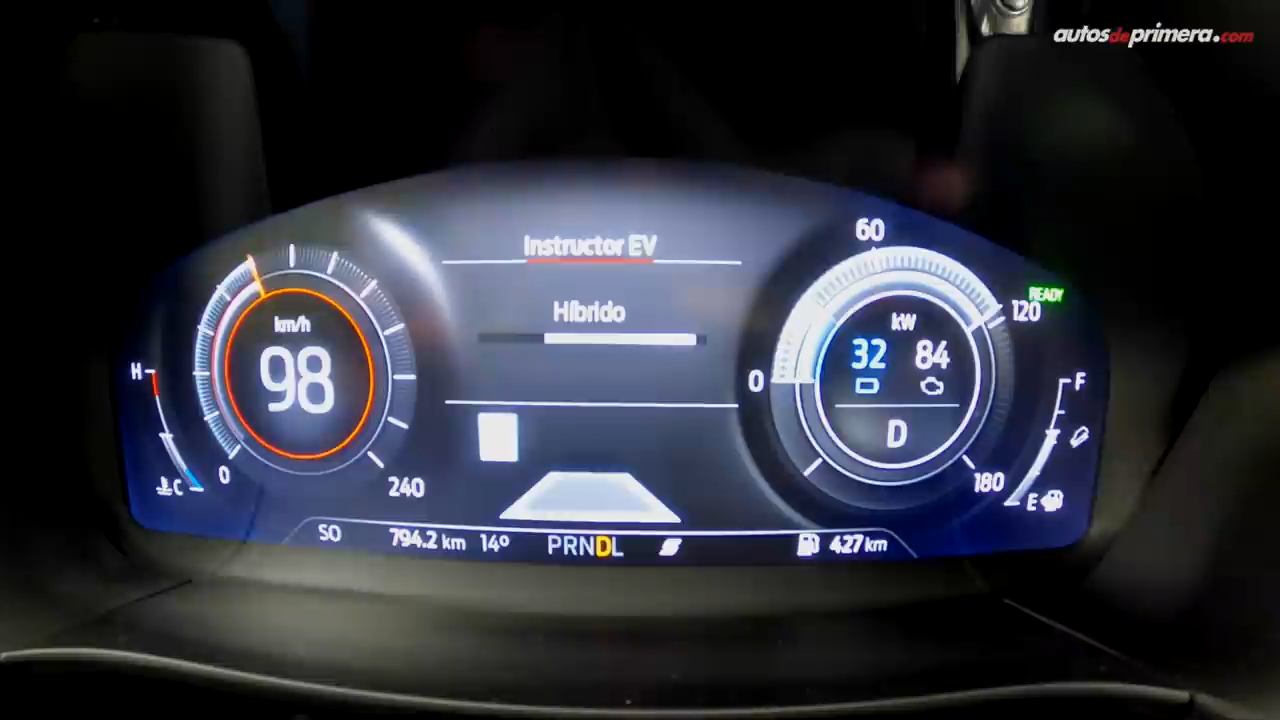 autosdeprimera.com
Instructor EV
Híbrido
km/h
98
0
240
H
C
60
120
READY
0
kW
32 84
D
180
F
E
SO 794.2 km 14° PRNDL 427 km